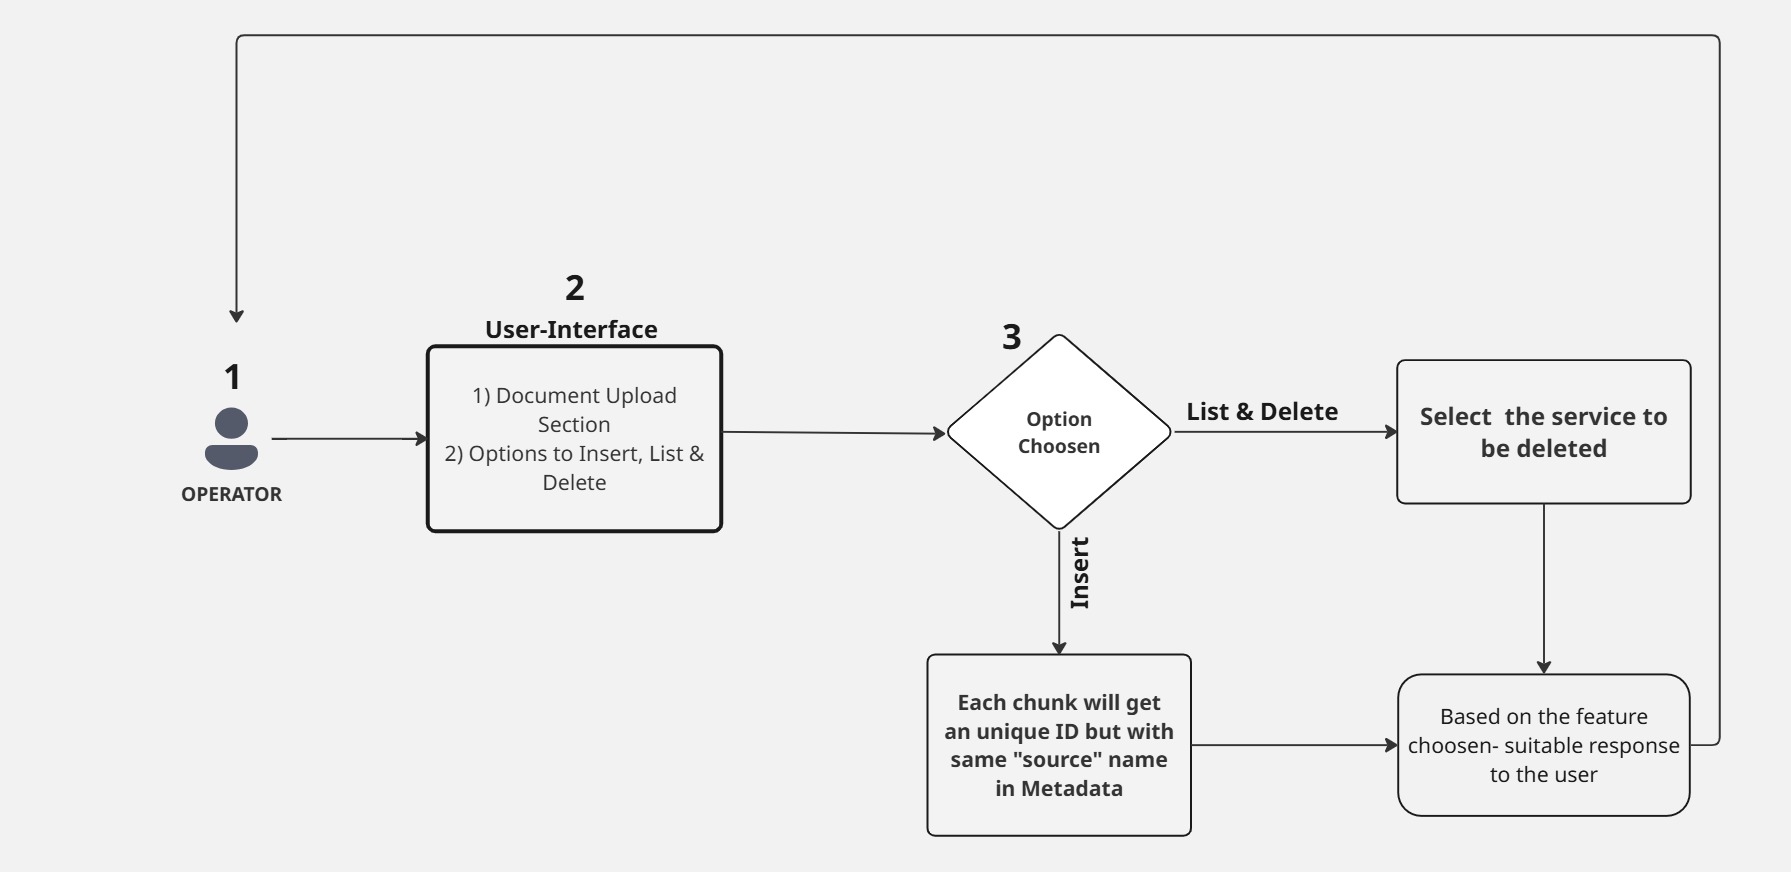 1
OPERATOR
2
User-Interface
1) Document Upload
Section
2) Options to Insert, List &
Delete
3
Option
Choosen
List & Delete
Select  the service to
be deleted
Insert
Each chunk will get
an unique ID but with
same "source" name
in Metadata
Based on the feature
choosen- suitable response
to the user